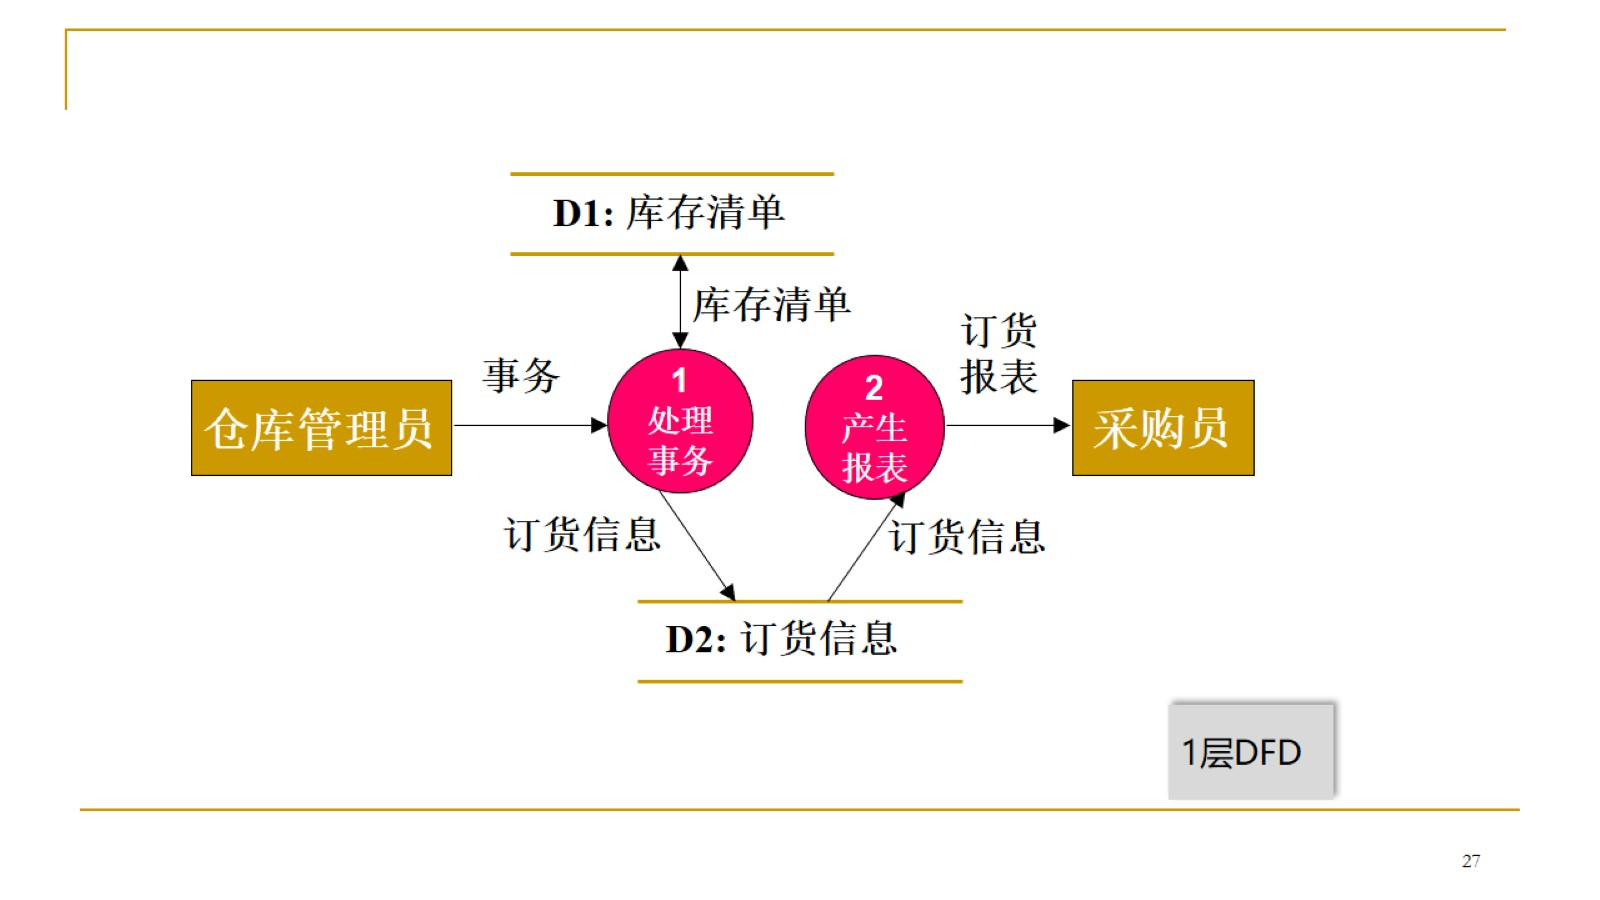 D1: 库存清单
库存清单
事务
订货
报表
仓库管理员
1
处理
事务
2
产生
报表
采购员
订货信息
订货信息
D2: 订货信息
1层DFD
27